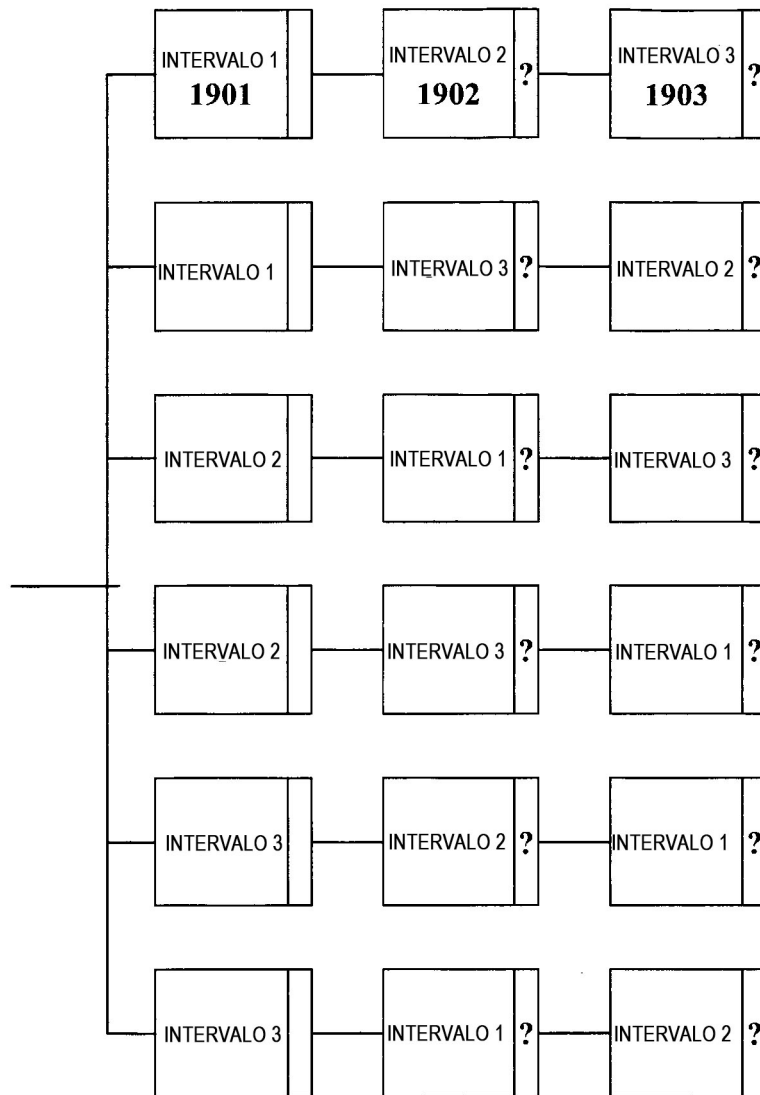 INTERVALO 1
1901
INTERVALO 2
1902
?
INTERVALO 3
1903
?
INTERVALO 1
INTERVALO 3
?
INTERVALO 2
?
INTERVALO 2
INTERVALO 1
?
INTERVALO 3
?
INTERVALO 2
INTERVALO 3
?
INTERVALO 1
?
INTERVALO 3
INTERVALO 2
?
INTERVALO 1
?
INTERVALO 3
INTERVALO 1
?
INTERVALO 2
?